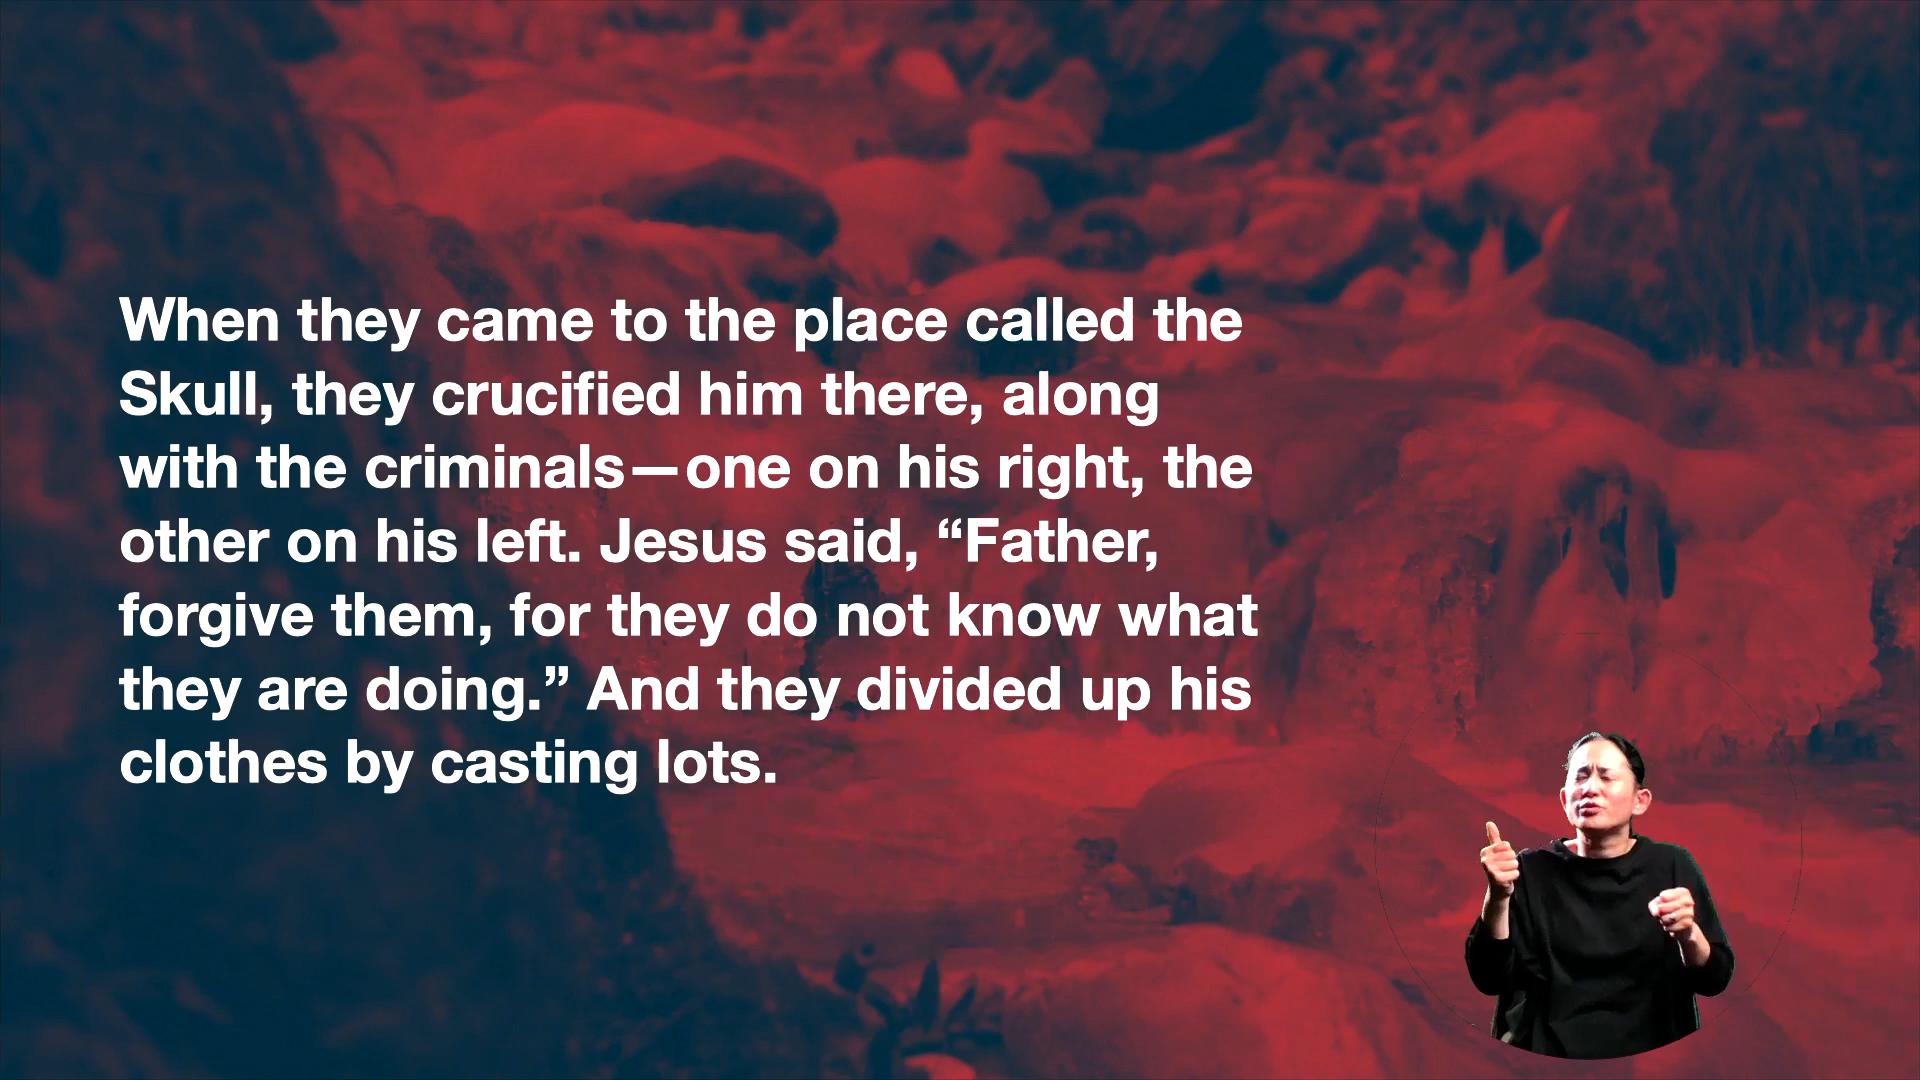 When they came to the place called the
Skull, they crucified him there, along
with the criminals—one on his right, the
other on his left. Jesus said, “Father,
forgive them, for they do not know what
they are doing.” And they divided up his
clothes by casting lots.